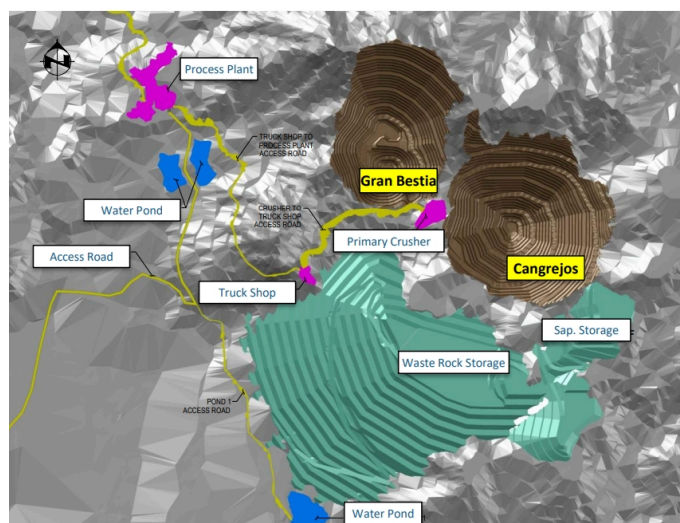 N
Process Plant
TRUCK SHOP TO
PROCESS PLANT
ACCESS ROAD
Gran Bestia
Water Pond
CRUSHER TO
TRUCK SHOP
ACCESS ROAD
Primary Crusher
Access Road
Cangrejos
Truck Shop
Sap. Storage
Waste Rock Storage
POND 1
ACCESS ROAD
Water Pond